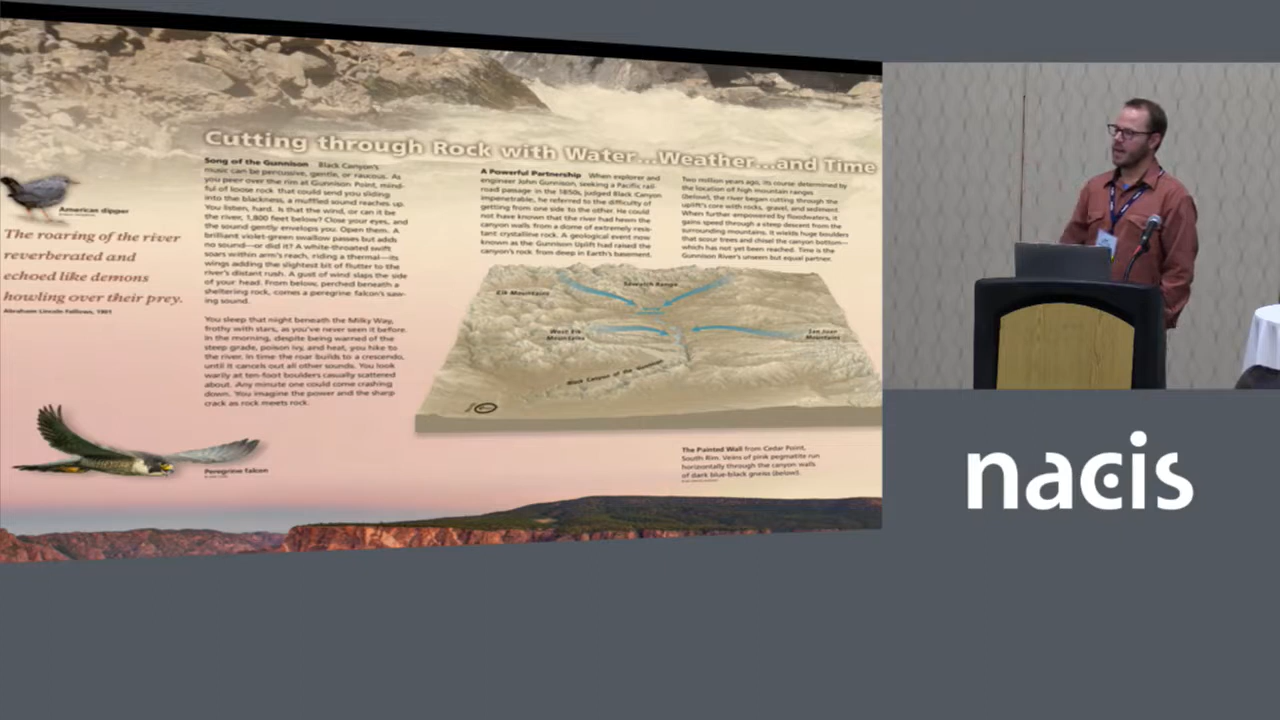 Cutting through Rock with Water...Weather...and Time
American dipper
The roaring of the river
reverberated and
echoed like demons
howling over their prey.
Abraham Lincoln Fellows, 1901
Peregrine falcon
Song of the Gunnison Black Canyon's
music can be percussive, gentle, or raucous. As
you peer over the rim at Gunnison Point, mind-
ful of loose rock that could send you sliding
into the blackness, a muffled sound reaches up.
You listen, hard. Is that the wind, or can it be
the river, 1,800 feet below? Close your eyes, and
the sound gently envelops you. Open them. A
brilliant violet-green swallow passes but adds
no sound—or did it? A white-throated swift
soars within arm's reach, riding a thermal—its
wings adding the slightest bit of flutter to the
river's distant rush. A gust of wind slaps the side
of your head. From below, perched beneath a
sheltering rock, comes a peregrine falcon's saw-
ing sound.
You sleep that night beneath the Milky Way,
frothy with stars, as you've never seen it before.
In the morning, despite being warned of the
steep grade, poison ivy, and heat, you hike to
the river. In time the roar builds to a crescendo,
until it cancels out all other sounds. You look
warily at ten-foot boulders casually scattered
about. Any minute one could come crashing
down. You imagine the power and the sharp
crack as rock meets rock.
A Powerful Partnership When explorer and
engineer John Gunnison, seeking a Pacific rail-
road passage in the 1850s, judged Black Canyon
impenetrable, he referred to the difficulty of
getting from one side to the other. He could
not have known that the river had hewn the
canyon walls from a dome of extremely resis-
tant crystalline rock. A geological event now
known as the Gunnison Uplift had raised the
canyon's rock from deep in Earth's basement.
Two million years ago, its course determined by
the location of high mountain ranges
(below), the river began cutting through the
uplift's core with rocks, gravel, and sediment.
When further empowered by floodwaters, it
gains speed through a steep descent from the
surrounding mountains. It wields huge boulders
that scour trees and chisel the canyon bottom—
which has not yet been reached. Time is the
Gunnison River's unseen but equal partner.
Elk Mountains
Sawatch Range
West Elk
Mountains
San Juan
Mountains
Black Canyon of the Gunnison
The Painted Wall from Cedar Point,
South Rim. Veins of pink pegmatite run
horizontally through the canyon walls
of dark blue-black gneiss (below).
nacis